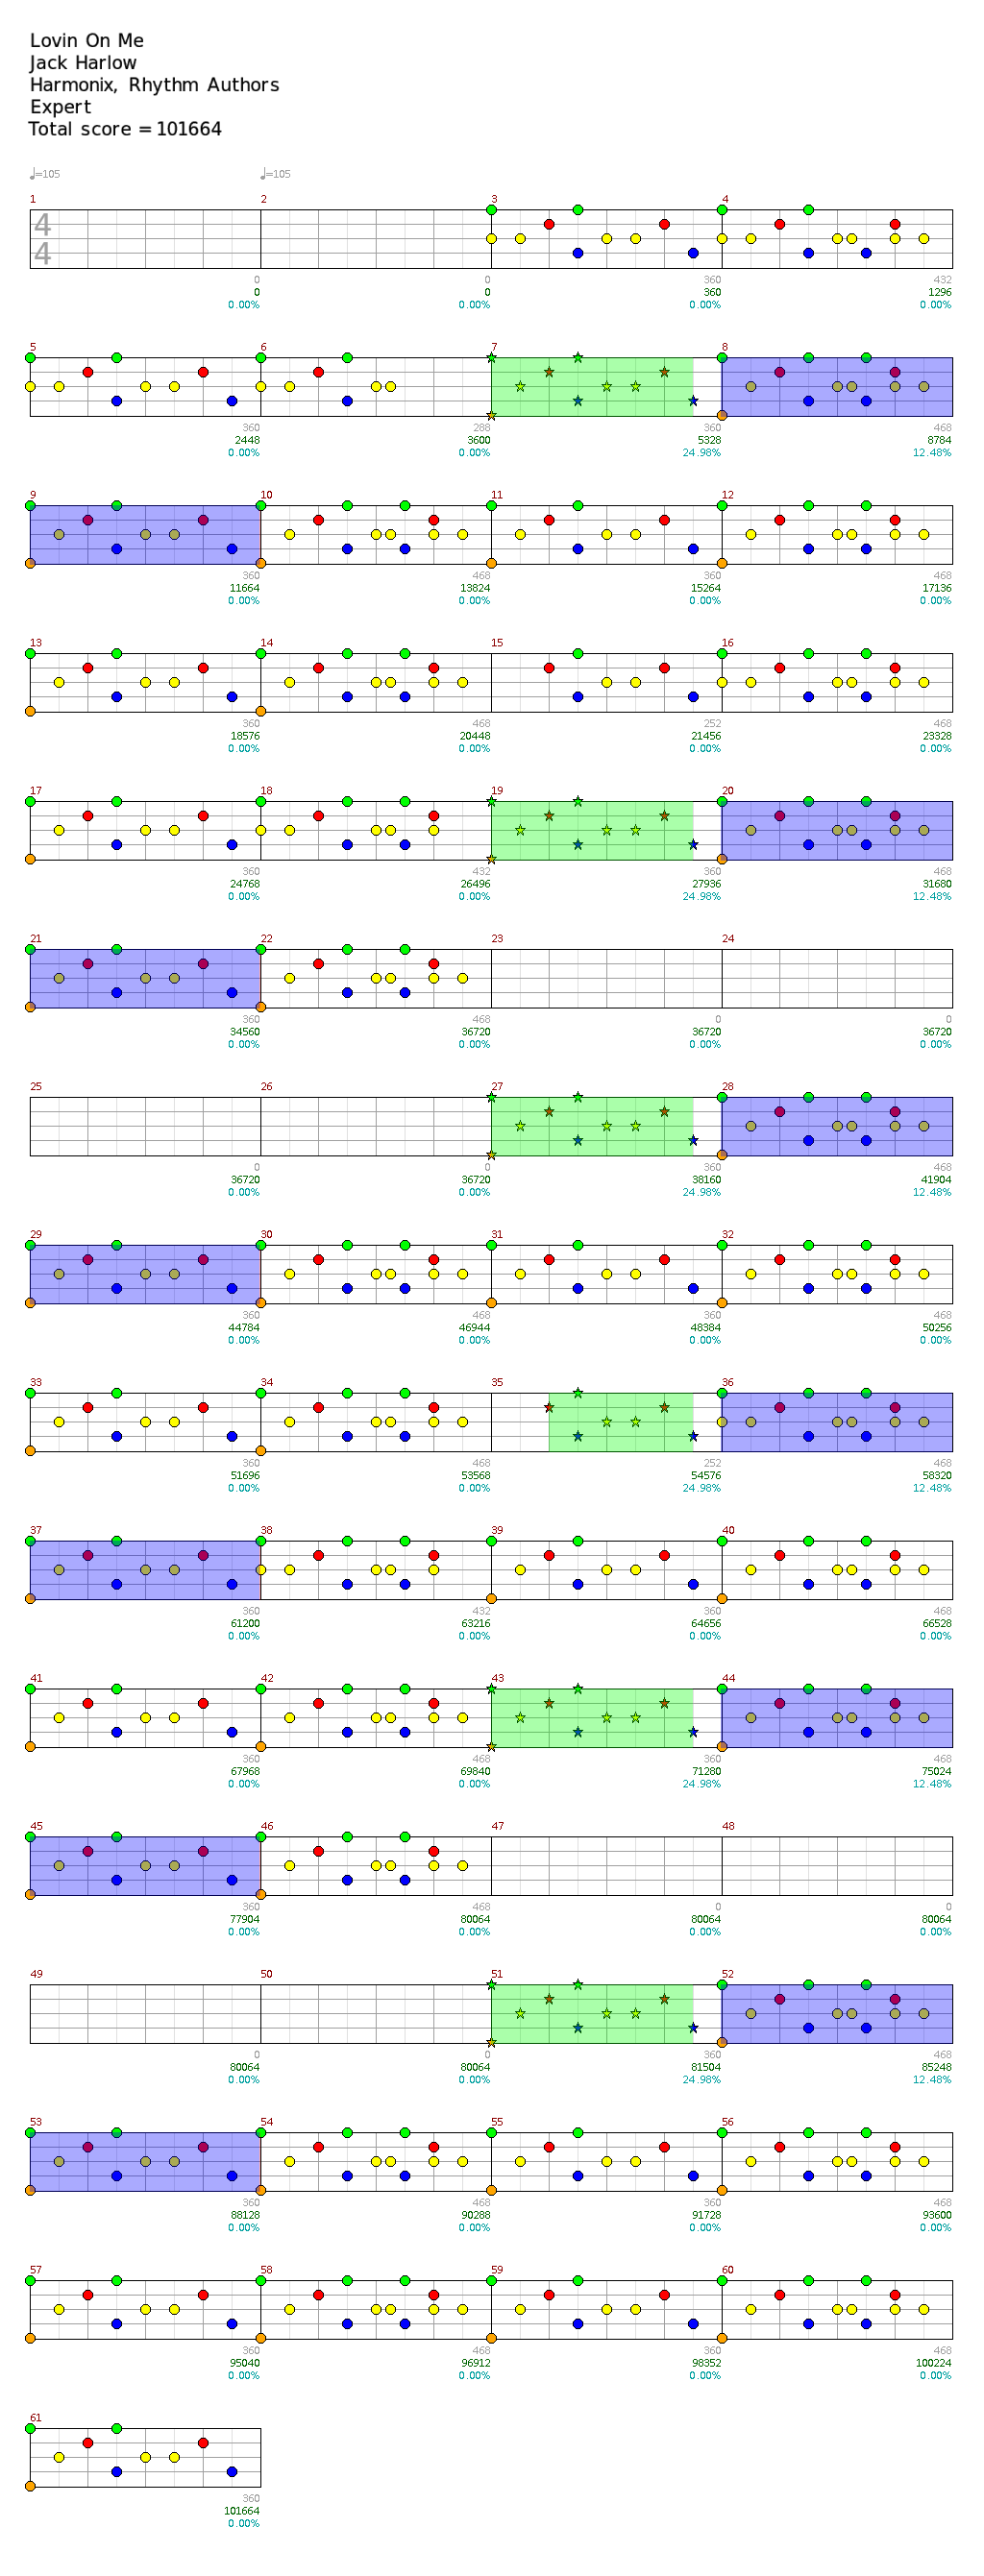 Lovin On Me
Jack Harlow
Harmonix, Rhythm Authors
Expert
Total score = 101664
♩=105 ♩=105
1 2 3 4
4
4
0 0 360 432
0 0 360 1296
0.00% 0.00% 0.00% 0.00%
5 6 7 8
360 288 360 468
2448 3600 5328 8784
0.00% 0.00% 24.98% 12.48%
9 10 11 12
360 468 360 468
11664 13824 15264 17136
0.00% 0.00% 0.00% 0.00%
13 14 15 16
360 468 252 468
18576 20448 21456 23328
0.00% 0.00% 0.00% 0.00%
17 18 19 20
360 432 360 468
24768 26496 27936 31680
0.00% 0.00% 24.98% 12.48%
21 22 23 24
360 468 0 0
34560 36720 36720 36720
0.00% 0.00% 0.00% 0.00%
25 26 27 28
0 0 360 468
36720 36720 38160 41904
0.00% 0.00% 24.98% 12.48%
29 30 31 32
360 468 360 468
44784 46944 48384 50256
0.00% 0.00% 0.00% 0.00%
33 34 35 36
360 468 252 468
51696 53568 54576 58320
0.00% 0.00% 24.98% 12.48%
37 38 39 40
360 432 360 468
61200 63216 64656 66528
0.00% 0.00% 0.00% 0.00%
41 42 43 44
360 468 360 468
67968 69840 71280 75024
0.00% 0.00% 24.98% 12.48%
45 46 47 48
360 468 0 0
77904 80064 80064 80064
0.00% 0.00% 0.00% 0.00%
49 50 51 52
0 0 360 468
80064 80064 81504 85248
0.00% 0.00% 24.98% 12.48%
53 54 55 56
360 468 360 468
88128 90288 91728 93600
0.00% 0.00% 0.00% 0.00%
57 58 59 60
360 468 360 468
95040 96912 98352 100224
0.00% 0.00% 0.00% 0.00%
61
360
101664
0.00%